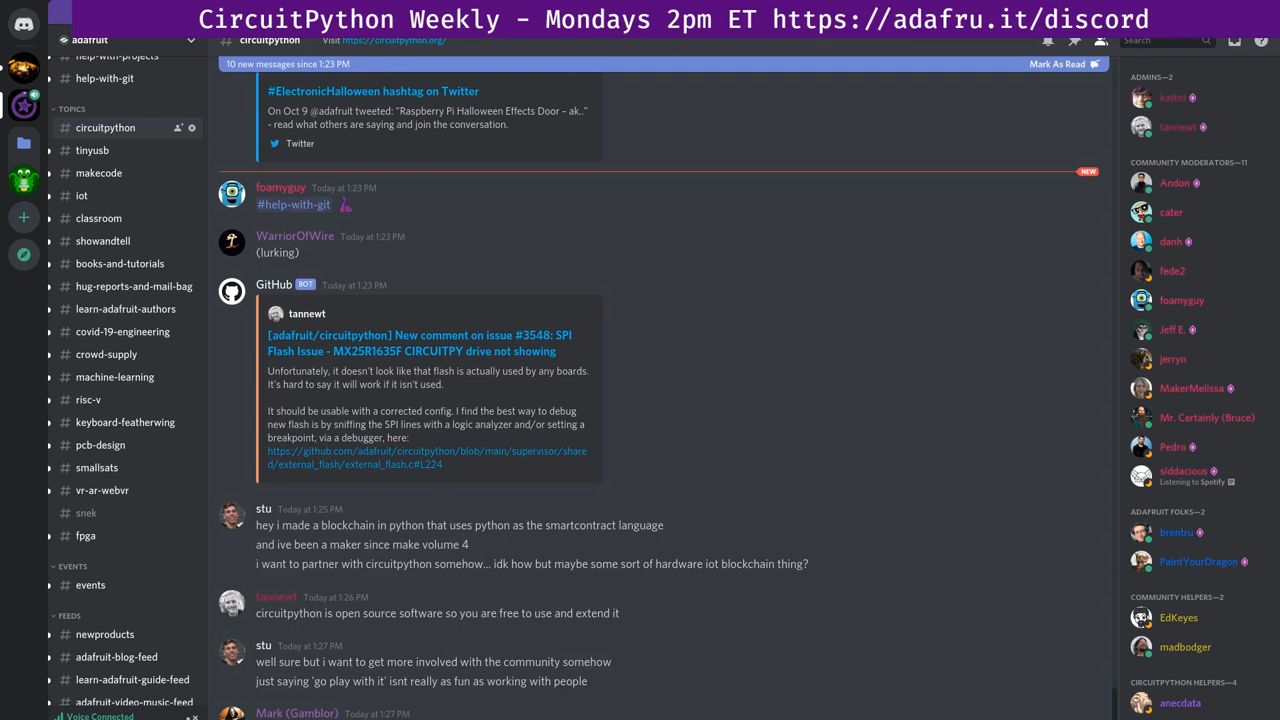 CircuitPython Weekly - Mondays 2pm ET https://adafru.it/discord
adafruit
help-with-projects
help-with-git
TOPICS
circuitpython
tinyusb
makecode
iot
classroom
showandtell
books-and-tutorials
hug-reports-and-mail-bag
learn-adafruit-authors
covid-19-engineering
crowd-supply
machine-learning
risc-v
keyboard-featherwing
pcb-design
smallsats
vr-ar-webvr
snek
fpga
EVENTS
events
FEEDS
newproducts
adafruit-blog-feed
learn-adafruit-guide-feed
adafruit-video-music-feed
Voice Connected
circuitpython Visit https://circuitpython.org/
Search
10 new messages since 1:23 PM Mark As Read
#ElectronicHalloween hashtag on Twitter
On Oct 9 @adafruit tweeted: "Raspberry Pi Halloween Effects Door – ak.."
- read what others are saying and join the conversation.
Twitter
NEW
foamyguy Today at 1:23 PM
#help-with-git
WarriorOfWire Today at 1:23 PM
(lurking)
GitHub BOT Today at 1:23 PM
tannewt
[adafruit/circuitpython] New comment on issue #3548: SPI
Flash Issue - MX25R1635F CIRCUITPY drive not showing
Unfortunately, it doesn't look like that flash is actually used by any boards.
It's hard to say it will work if it isn't used.
It should be usable with a corrected config. I find the best way to debug
new flash is by sniffing the SPI lines with a logic analyzer and/or setting a
breakpoint, via a debugger, here:
https://github.com/adafruit/circuitpython/blob/main/supervisor/share
d/external_flash/external_flash.c#L224
stu Today at 1:25 PM
hey i made a blockchain in python that uses python as the smartcontract language
and ive been a maker since make volume 4
i want to partner with circuitpython somehow... idk how but maybe some sort of hardware iot blockchain thing?
tannewt Today at 1:26 PM
circuitpython is open source software so you are free to use and extend it
stu Today at 1:27 PM
well sure but i want to get more involved with the community somehow
just saying 'go play with it' isnt really as fun as working with people
Mark (Gamblor) Today at 1:27 PM
ADMINS—2
kattni
tannewt
COMMUNITY MODERATORS—11
Andon
cater
danh
fede2
foamyguy
Jeff E.
jerryn
MakerMelissa
Mr. Certainly (Bruce)
Pedro
siddacious
Listening to Spotify
ADAFRUIT FOLKS—2
brentru
PaintYourDragon
COMMUNITY HELPERS—2
EdKeyes
madbodger
CIRCUITPYTHON HELPERS—4
anecdata